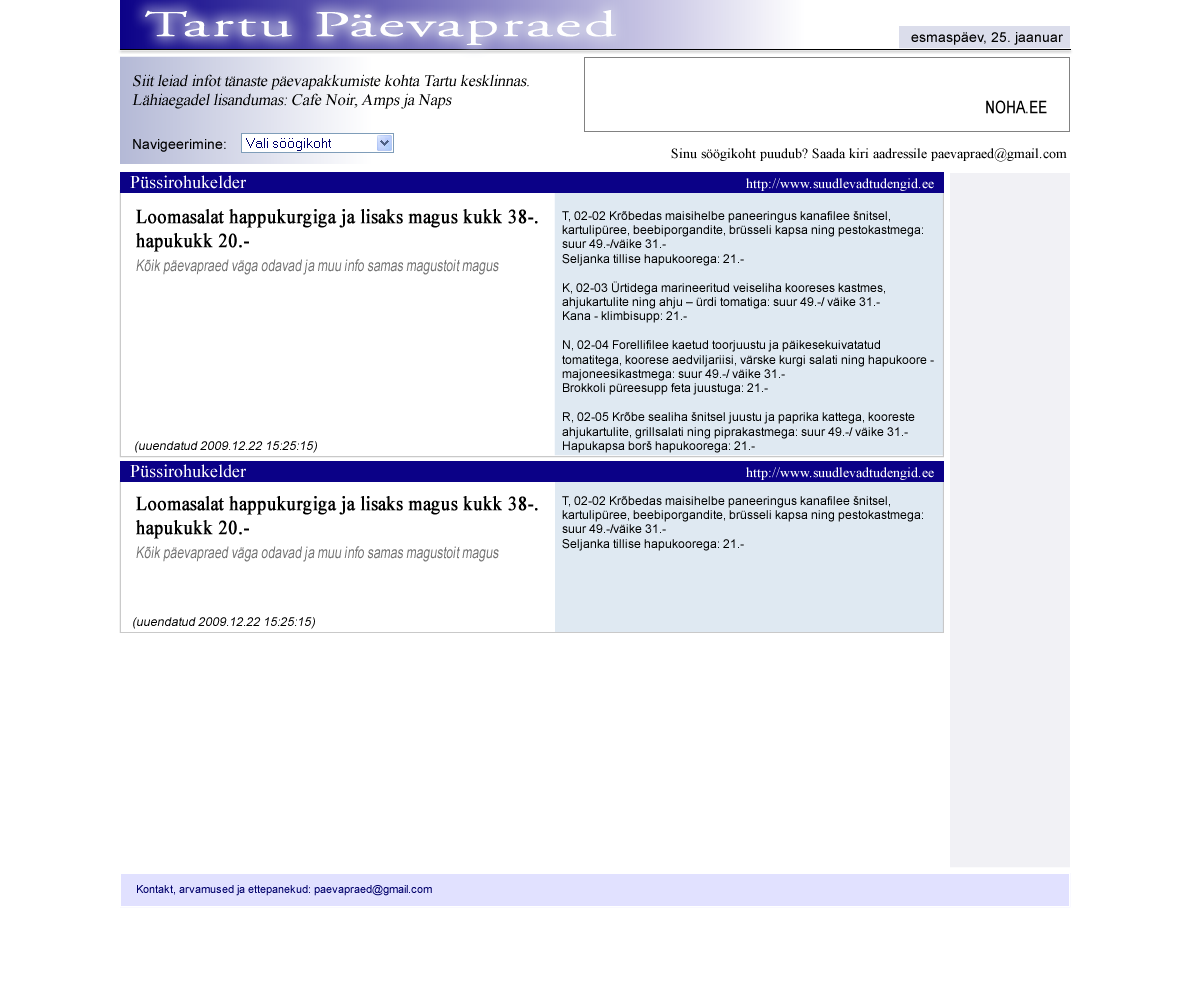 Tartu Päevapraed
esmaspäev, 25. jaanuar
Siit leiad infot tänaste päevapakkumiste kohta Tartu kesklinnas.
Lähiaegadel lisandumas: Cafe Noir, Amps ja Naps
NOHA.EE
Navigeerimine: Vali söögikoht
Sinu söögikoht puudub? Saada kiri aadressile paevapraed@gmail.com
Püssirohukelder http://www.suudlevadtudengid.ee
Loomasalat happukurgiga ja lisaks magus kukk 38-.
hapukukk 20.-
Kõik päevapraed väga odavad ja muu info samas magustoit magus
(uuendatud 2009.12.22 15:25:15)
T, 02-02 Krõbedas maisihelbe paneeringus kanafilee šnitsel,
kartulipüree, beebiporgandite, brüsseli kapsa ning pestokastmega:
suur 49.-/väike 31.-
Seljanka tillise hapukoorega: 21.-
K, 02-03 Ürtidega marineeritud veiseliha kooreses kastmes,
ahjukartulite ning ahju – ürdi tomatiga: suur 49.-/ väike 31.-
Kana - klimbisupp: 21.-
N, 02-04 Forellifilee kaetud toorjuustu ja päikesekuivatatud
tomatitega, koorese aedviljariisi, värske kurgi salati ning hapukoore -
majoneesikastmega: suur 49.-/ väike 31.-
Brokkoli püreesupp feta juustuga: 21.-
R, 02-05 Krõbe sealiha šnitsel juustu ja paprika kattega, kooreste
ahjukartulite, grillsalati ning piprakastmega: suur 49.-/ väike 31.-
Hapukapsa borš hapukoorega: 21.-
Püssirohukelder http://www.suudlevadtudengid.ee
Loomasalat happukurgiga ja lisaks magus kukk 38-.
hapukukk 20.-
Kõik päevapraed väga odavad ja muu info samas magustoit magus
(uuendatud 2009.12.22 15:25:15)
T, 02-02 Krõbedas maisihelbe paneeringus kanafilee šnitsel,
kartulipüree, beebiporgandite, brüsseli kapsa ning pestokastmega:
suur 49.-/väike 31.-
Seljanka tillise hapukoorega: 21.-
Kontakt, arvamused ja ettepanekud: paevapraed@gmail.com